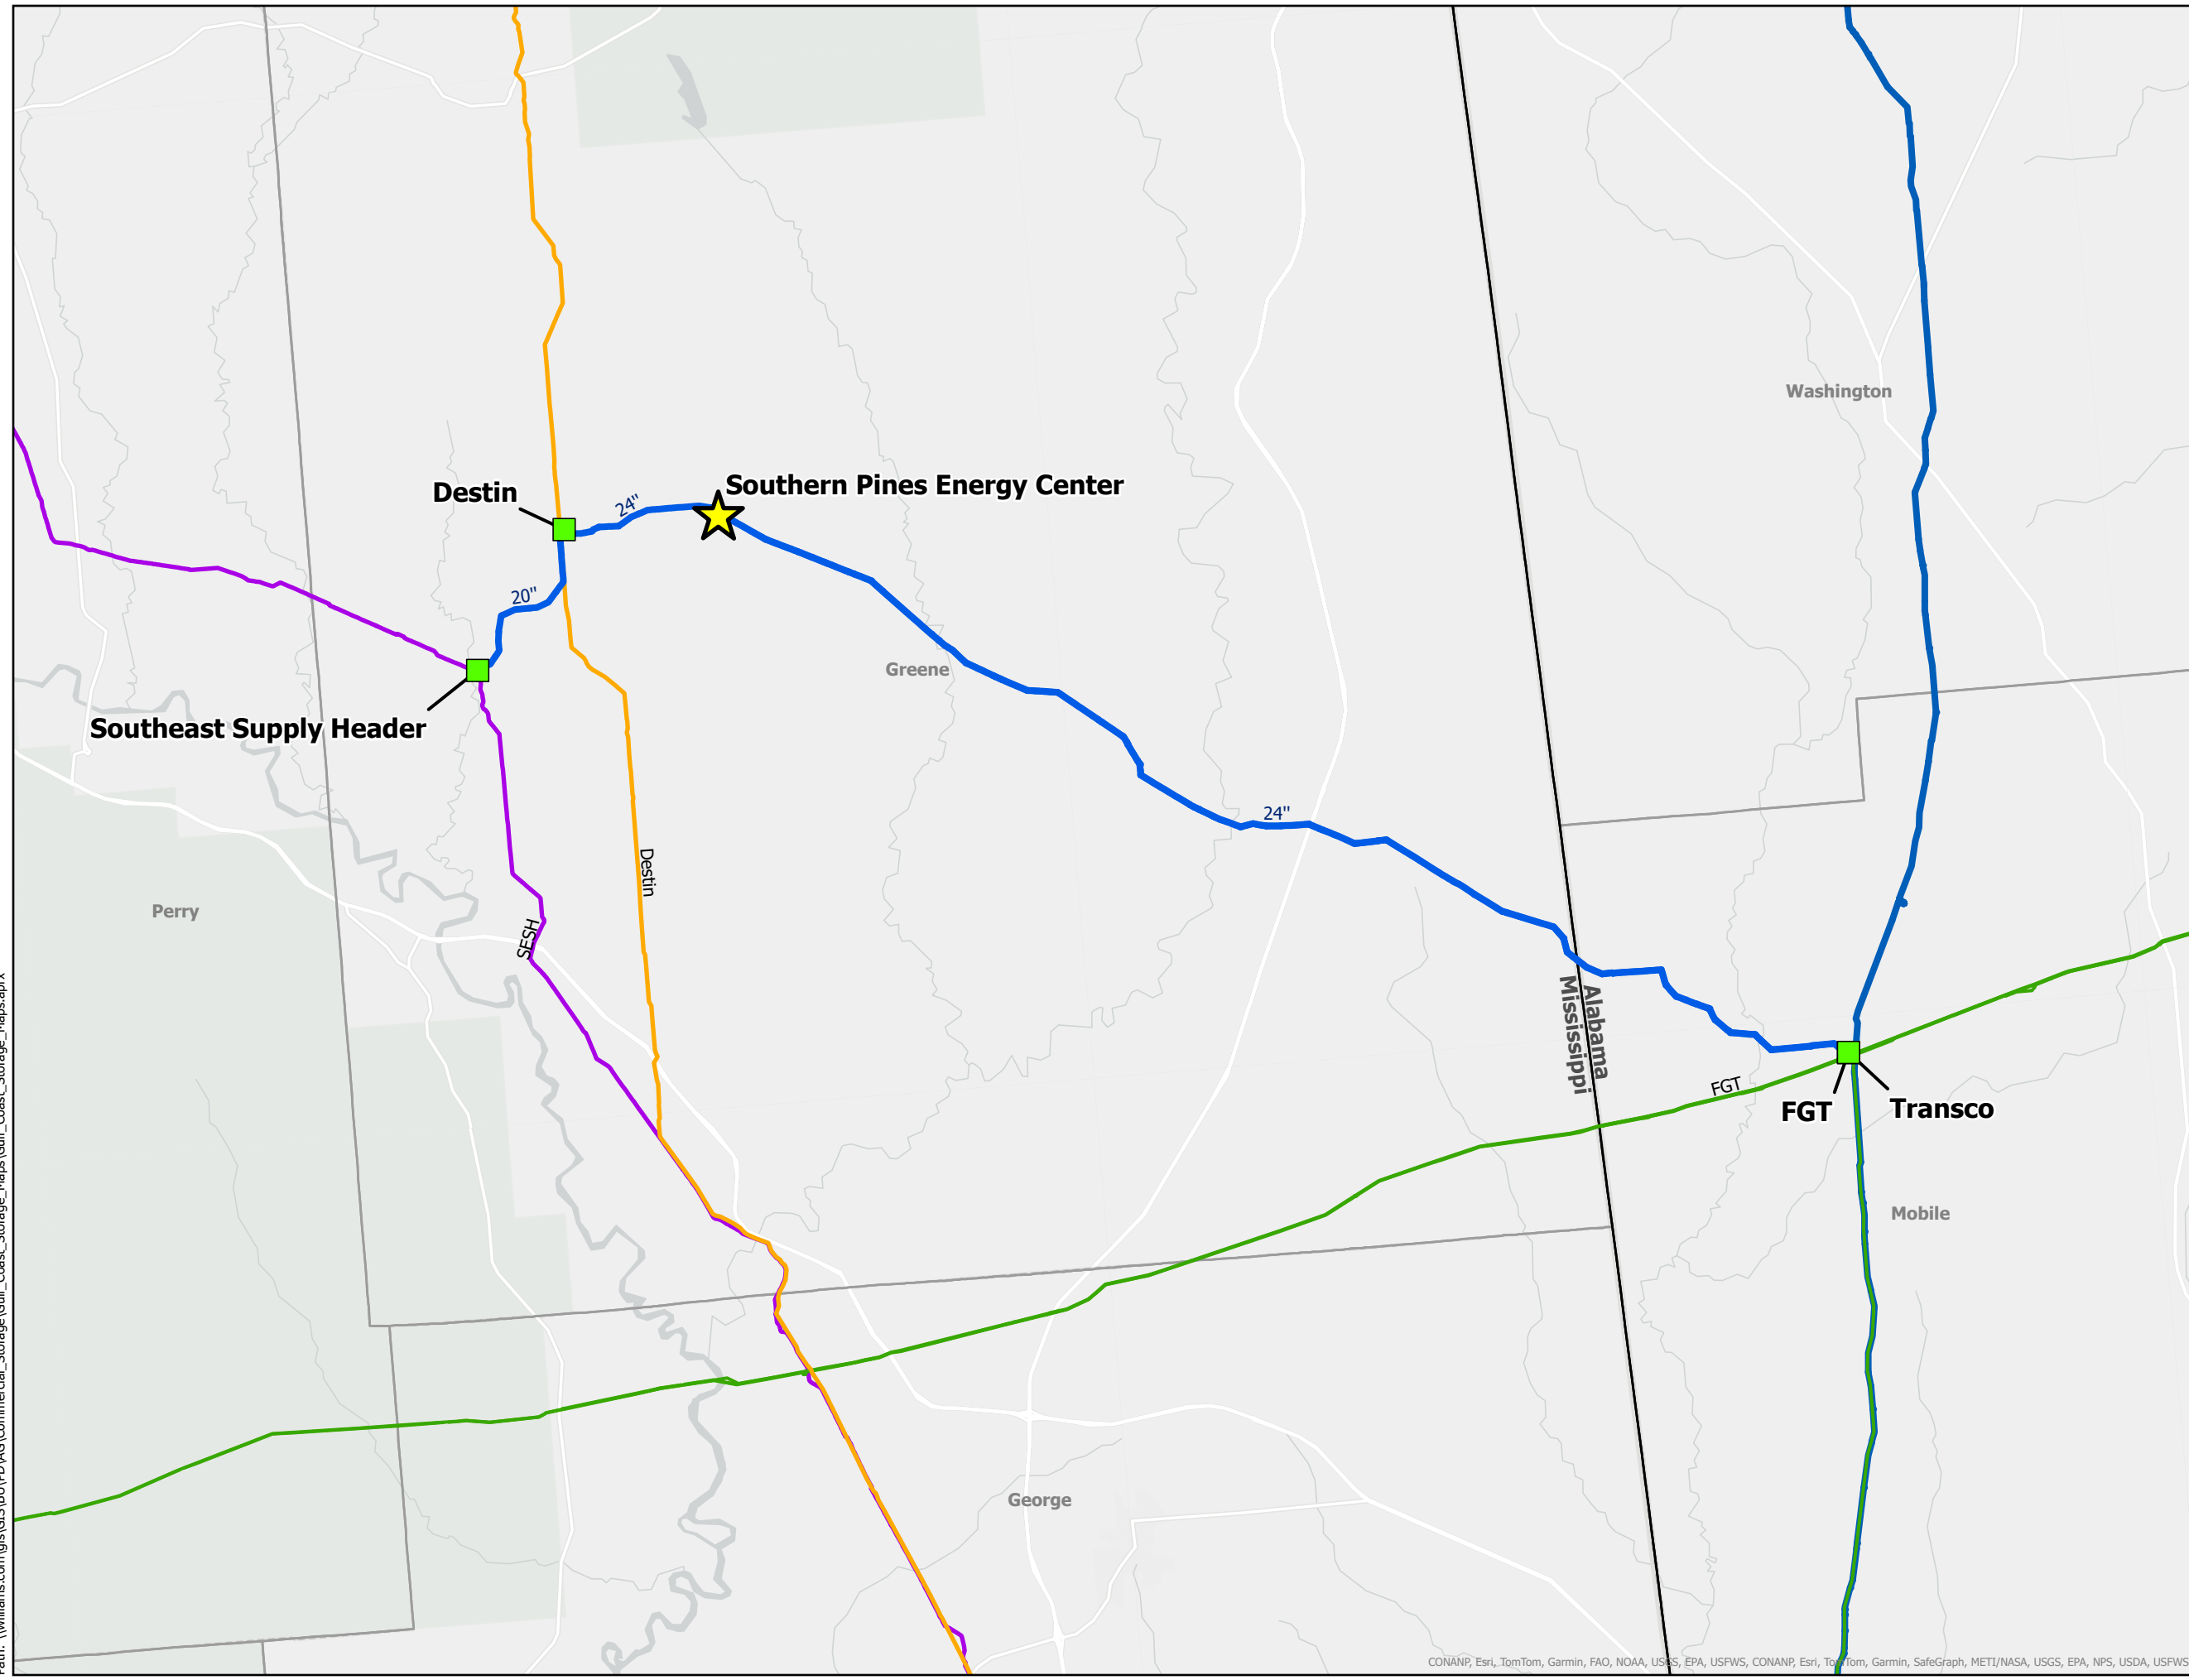 Washington
Southern Pines Energy Center
Destin
24"
20"
Greene
Southeast Supply Header
24"
Destin
Perry
SESH
Alabama
Mississippi
FGT
FGT
Transco
Mobile
George
CONANP, Esri, TomTom, Garmin, FAO, NOAA, USGS, EPA, USFWS, CONANP, Esri, TomTom, Garmin, SafeGraph, METI/NASA, USGS, EPA, NPS, USDA, USFWS